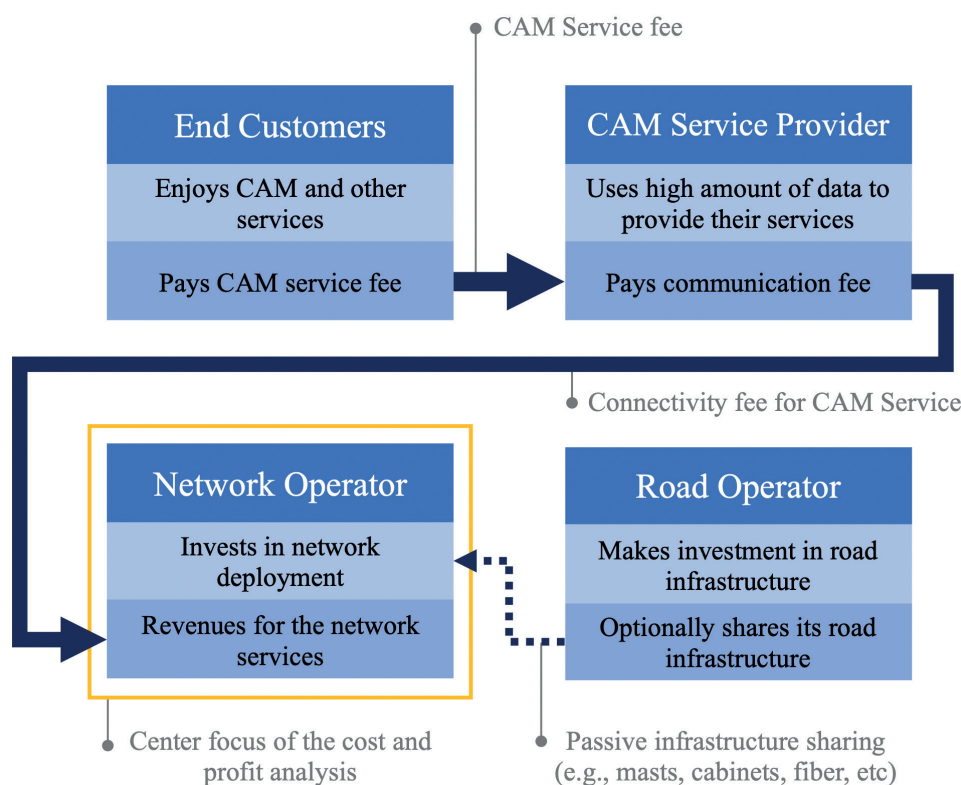 CAM Service fee
End Customers
Enjoys CAM and other
services
Pays CAM service fee
CAM Service Provider
Uses high amount of data to
provide their services
Pays communication fee
Connectivity fee for CAM Service
Network Operator
Invests in network
deployment
Revenues for the network
services
Road Operator
Makes investment in road
infrastructure
Optionally shares its road
infrastructure
Center focus of the cost and
profit analysis
Passive infrastructure sharing
(e.g., masts, cabinets, fiber, etc)